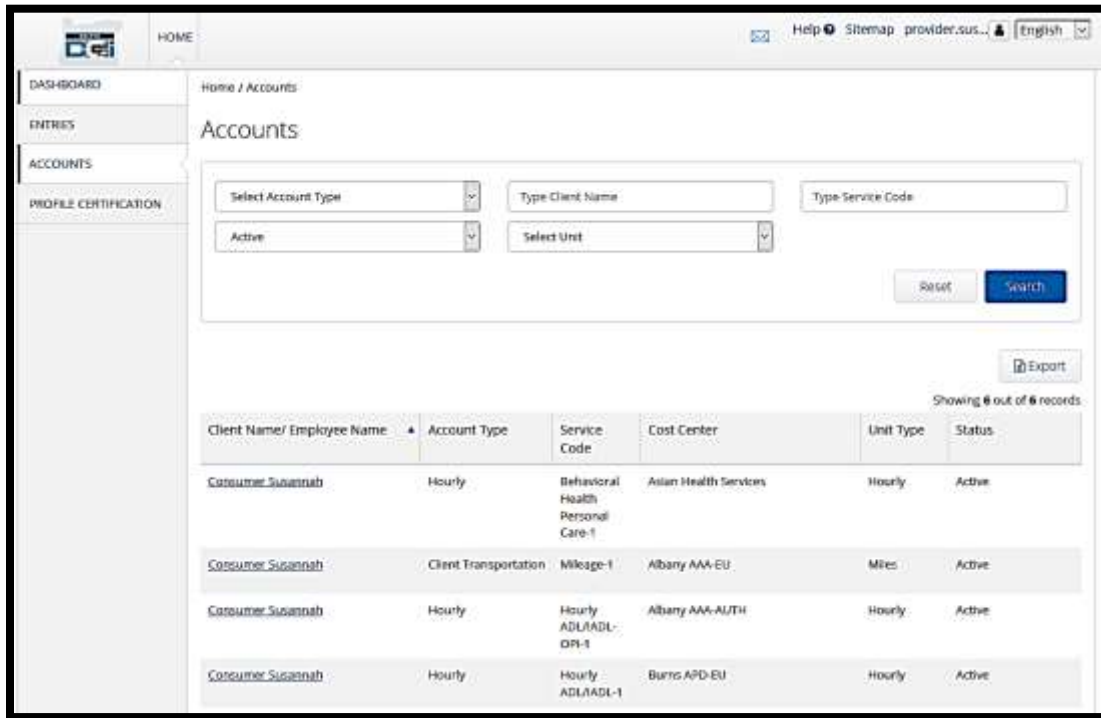 HOME
Help Sitemap provider.sus... English
DASHBOARD
ENTRIES
ACCOUNTS
PROFILE CERTIFICATION
Home / Accounts
Accounts
Select Account Type Type Client Name Type Service Code
Active Select Unit
Reset Search
Export
Showing 6 out of 6 records
Client Name/ Employee Name Account Type Service Code Cost Center Unit Type Status
Consumer Susannah Hourly Behavioral Health Personal Care-1 Asian Health Services Hourly Active
Consumer Susannah Client Transportation Mileage-1 Albany AAA-EU Miles Active
Consumer Susannah Hourly Hourly ADL/IADL-OPI-1 Albany AAA-AUTH Hourly Active
Consumer Susannah Hourly Hourly ADL/IADL-1 Burns APD-EU Hourly Active